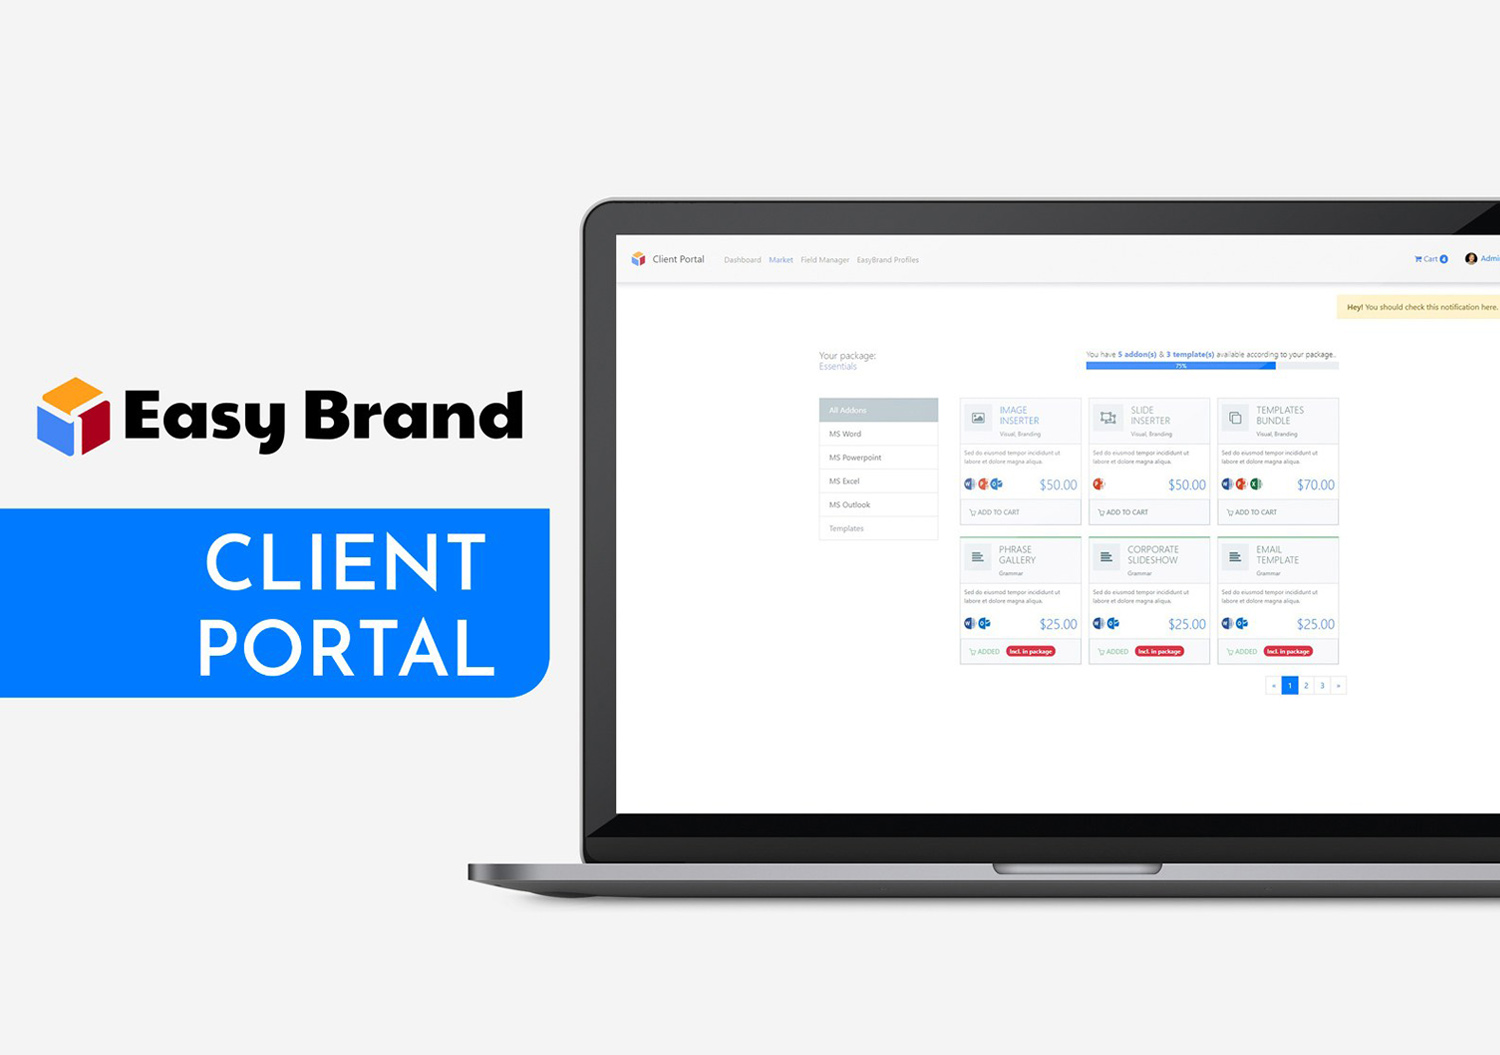 Easy Brand
CLIENT
PORTAL
Client Portal
Dashboard
Market
Field Manager
EasyBrand Profiles
Cart 4
Hey! You should check this notification here.
Your package:
Essentials
You have 5 addon(s) & 3 template(s) available according to your package.
75%
All Addons
MS Word
MS Powerpoint
MS Excel
MS Outlook
Templates
IMAGE
INSERTER
Visual, Branding
Sed do eiusmod tempor incididunt ut
labore et dolore magna aliqua.
$50.00
ADD TO CART
SLIDE
INSERTER
Visual, Branding
Sed do eiusmod tempor incididunt ut
labore et dolore magna aliqua.
$50.00
ADD TO CART
TEMPLATES
BUNDLE
Visual, Branding
Sed do eiusmod tempor incididunt ut
labore et dolore magna aliqua.
$70.00
ADD TO CART
PHRASE
GALLERY
Grammar
Sed do eiusmod tempor incididunt ut
labore et dolore magna aliqua.
$25.00
ADDED
Incl. in package
CORPORATE
SLIDESHOW
Grammar
Sed do eiusmod tempor incididunt ut
labore et dolore magna aliqua.
$25.00
ADDED
Incl. in package
EMAIL
TEMPLATE
Grammar
Sed do eiusmod tempor incididunt ut
labore et dolore magna aliqua.
$25.00
ADDED
Incl. in package
« 1 2 3 »